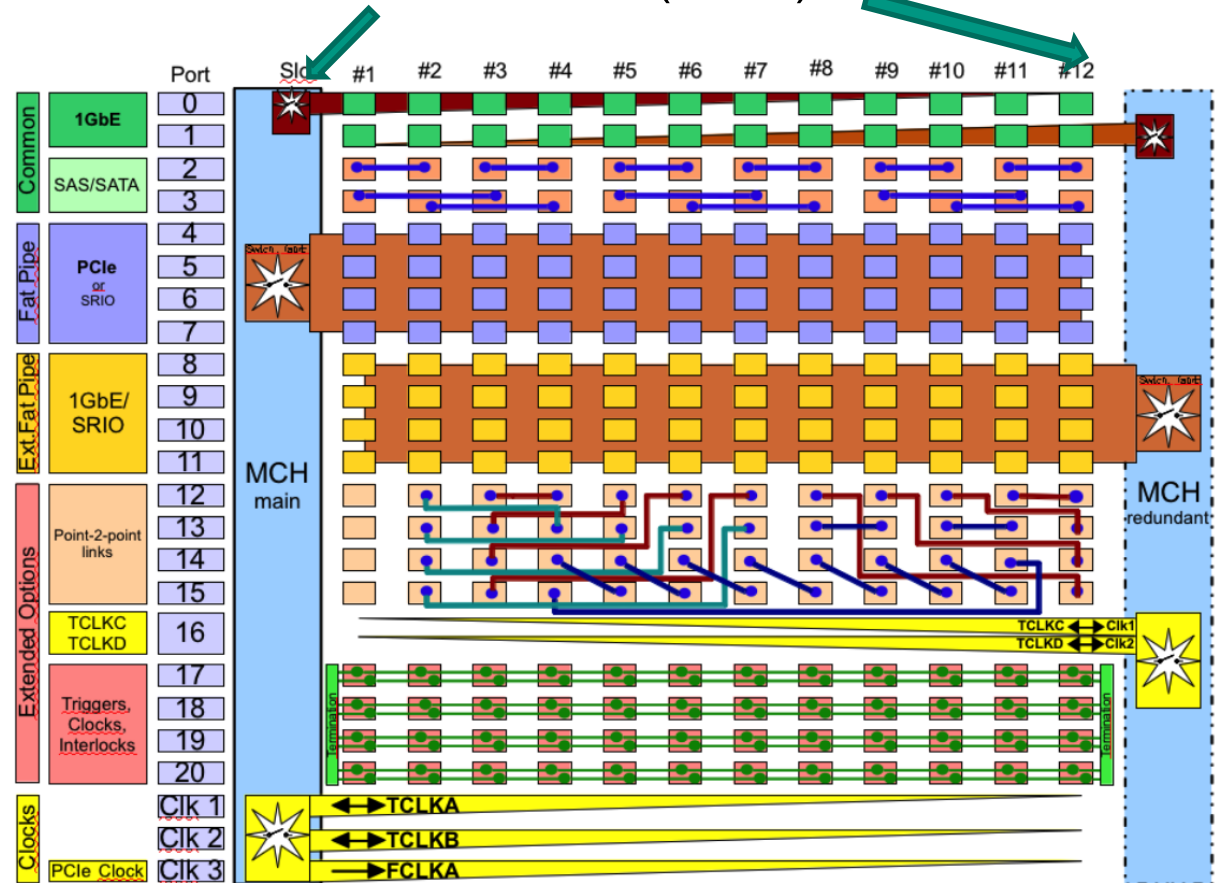 Port
#1 #2 #3 #4 #5 #6 #7 #8 #9 #10 #11 #12
Common
1GbE
SAS/SATA
0
1
2
3
Fat Pipe
PCIe
or
SRIO
4
5
6
7
Ext.Fat Pipe
1GbE/
SRIO
8
9
10
11
Extended Options
Point-2-point
links
12
13
14
15
TCLKC
TCLKD
16
Triggers,
Clocks,
Interlocks
17
18
19
20
Clocks
PCIe Clock
Clk 1
Clk 2
Clk 3
MCH
main
MCH
redundant
TCLKC Clk1
TCLKD Clk2
Termination
Termination
TCLKA
TCLKB
FCLKA